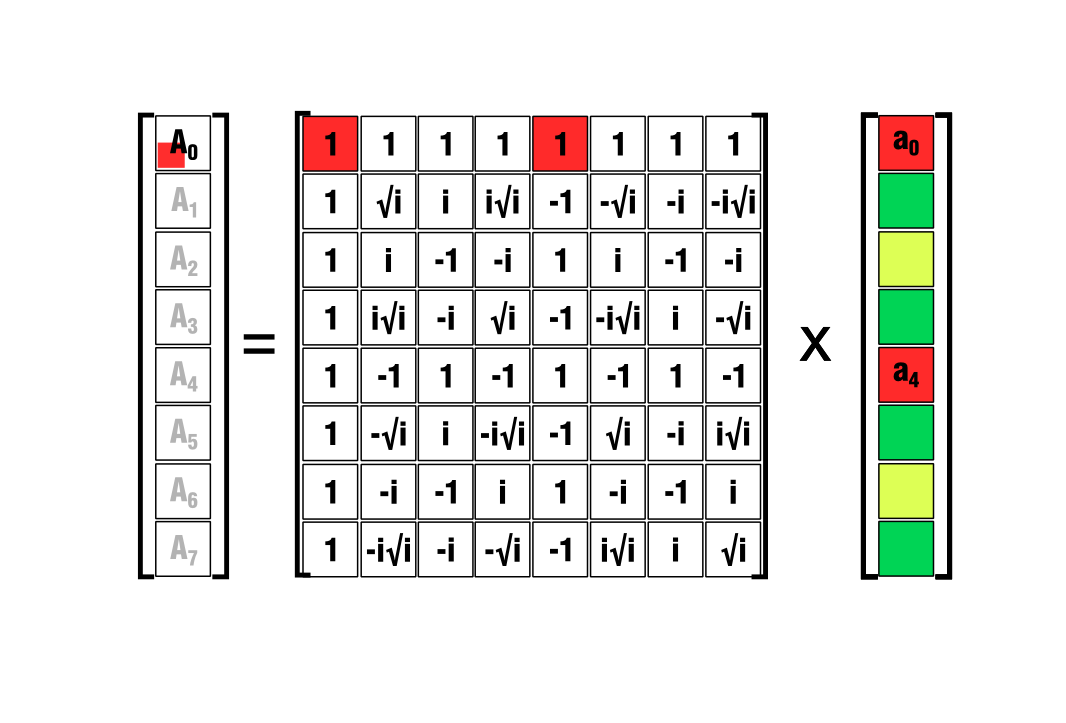 A₀ 1 1 1 1 1 1 1 1 a₀
A₁ 1 √i i i√i -1 -√i -i -i√i
A₂ 1 i -1 -i 1 i -1 -i
A₃ 1 i√i -i √i -1 -i√i i -√i
= x
A₄ 1 -1 1 -1 1 -1 1 -1 a₄
A₅ 1 -√i i -i√i -1 √i -i i√i
A₆ 1 -i -1 i 1 -i -1 i
A₇ 1 -i√i -i -√i -1 i√i i √i